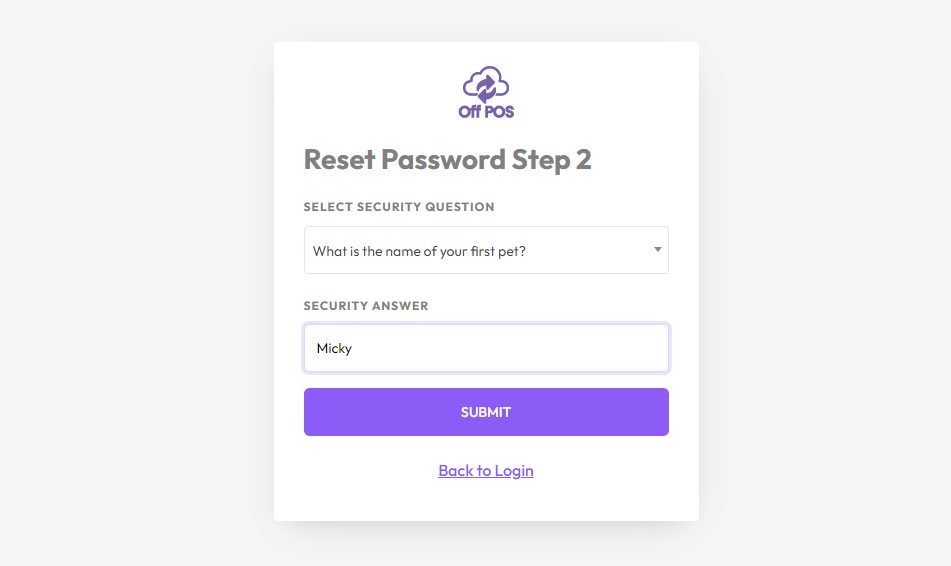 Off POS
Reset Password Step 2
SELECT SECURITY QUESTION
What is the name of your first pet?
SECURITY ANSWER
Micky
SUBMIT
Back to Login